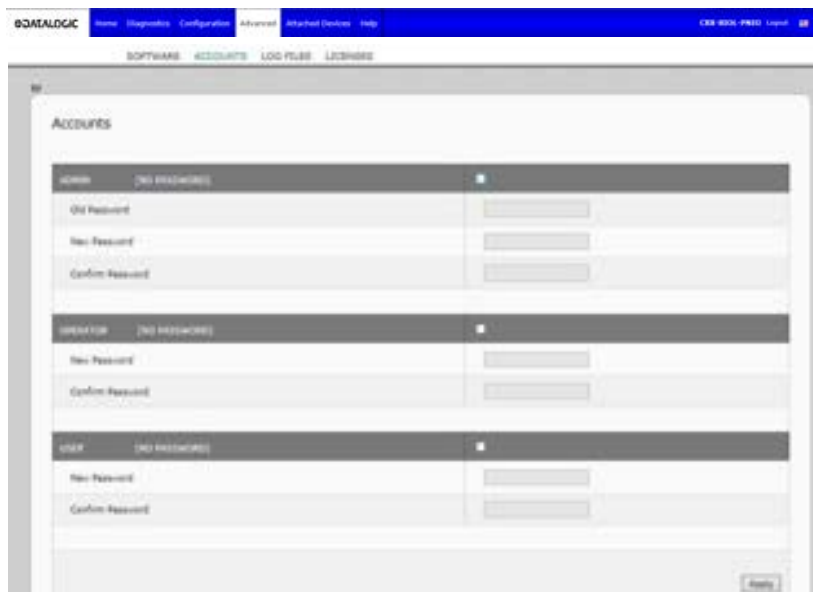 DATALOGIC Home Diagnostics Configuration Advanced Attached Devices Help Logout
SOFTWARE ACCOUNTS LOG FILES LICENSES
Accounts
ADMIN [NO PASSWORD]
Old Password
New Password
Confirm Password
OPERATOR [NO PASSWORD]
New Password
Confirm Password
USER [NO PASSWORD]
New Password
Confirm Password
Apply